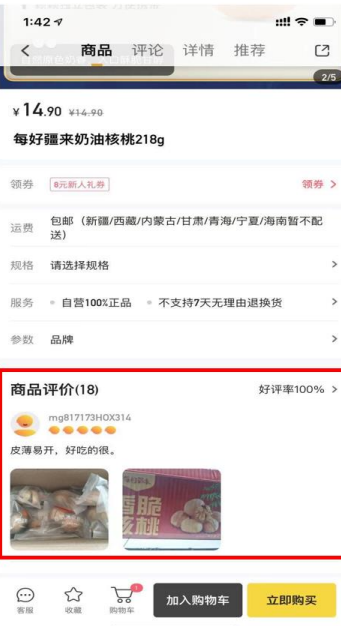 1:42
商品 评论 详情 推荐
2/5
¥14.90 ¥14.90
每好疆来奶油核桃218g
领券 8元新人礼券 领券 >
运费 包邮（新疆/西藏/内蒙古/甘肃/青海/宁夏/海南暂不配
送）
规格 请选择规格 >
服务 自营100%正品 不支持7天无理由退换货 >
参数 品牌 >
商品评价(18) 好评率100% >
mg817173HOX314
皮薄易开，好吃的很。
香脆
核桃
客服 收藏 购物车 1 加入购物车 立即购买